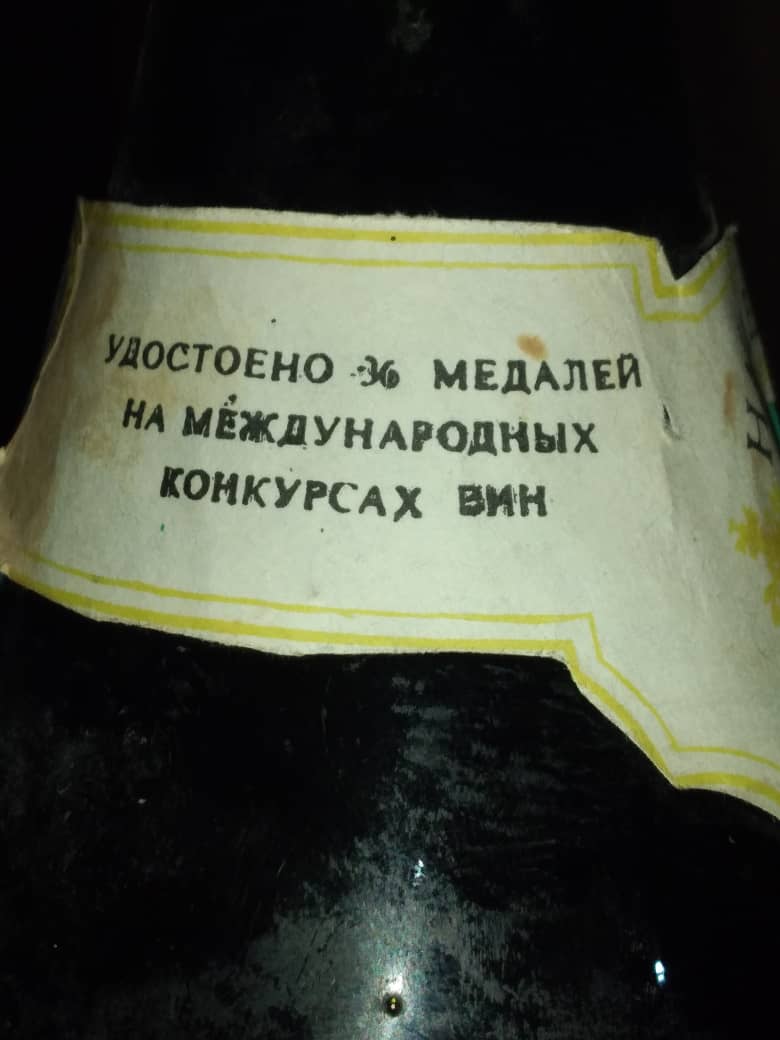 УДОСТОЕНО 36 МЕДАЛЕЙ
НА МЕЖДУНАРОДНЫХ
КОНКУРСАХ ВИН